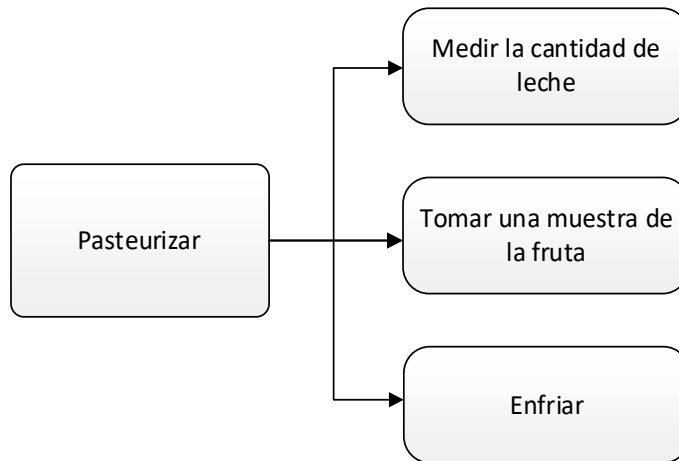 Medir la cantidad de
leche
Pasteurizar
Tomar una muestra de
la fruta
Enfriar